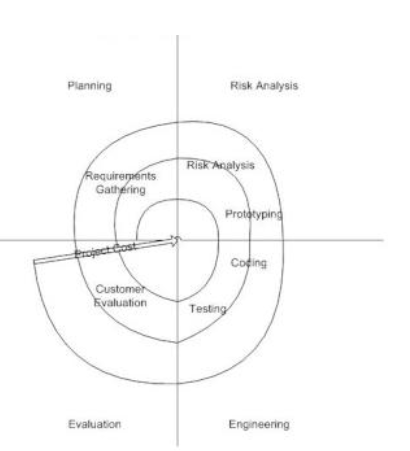 Planning
Risk Analysis
Risk Analysis
Requirements
Gathering
Prototyping
Project Cost
Coding
Customer
Evaluation
Testing
Evaluation
Engineering